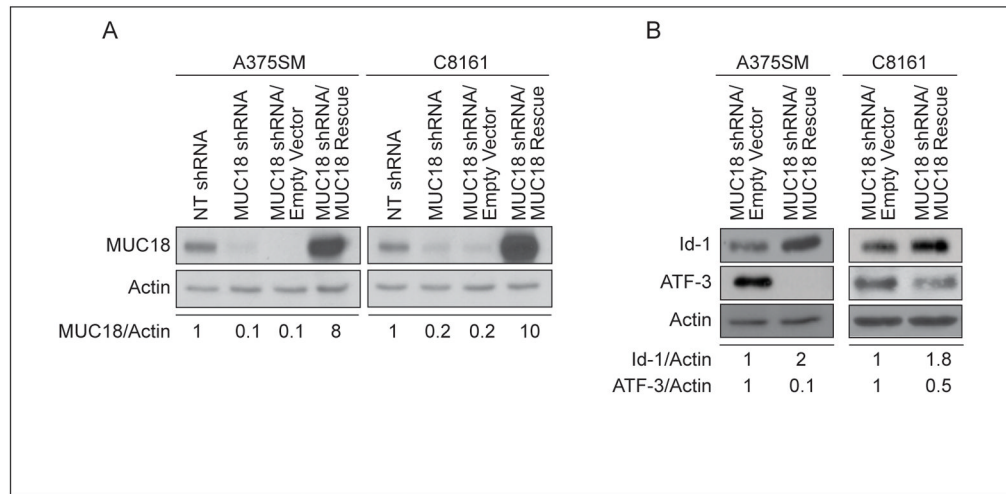 A
A375SM C8161
NT shRNA
MUC18 shRNA
MUC18 shRNA/
Empty Vector
MUC18 shRNA/
MUC18 Rescue
NT shRNA
MUC18 shRNA
MUC18 shRNA/
Empty Vector
MUC18 shRNA/
MUC18 Rescue
MUC18
Actin
MUC18/Actin 1 0.1 0.1 8 1 0.2 0.2 10
B
A375SM C8161
MUC18 shRNA/
Empty Vector
MUC18 shRNA/
MUC18 Rescue
MUC18 shRNA/
Empty Vector
MUC18 shRNA/
MUC18 Rescue
Id-1
ATF-3
Actin
Id-1/Actin 1 2 1 1.8
ATF-3/Actin 1 0.1 1 0.5